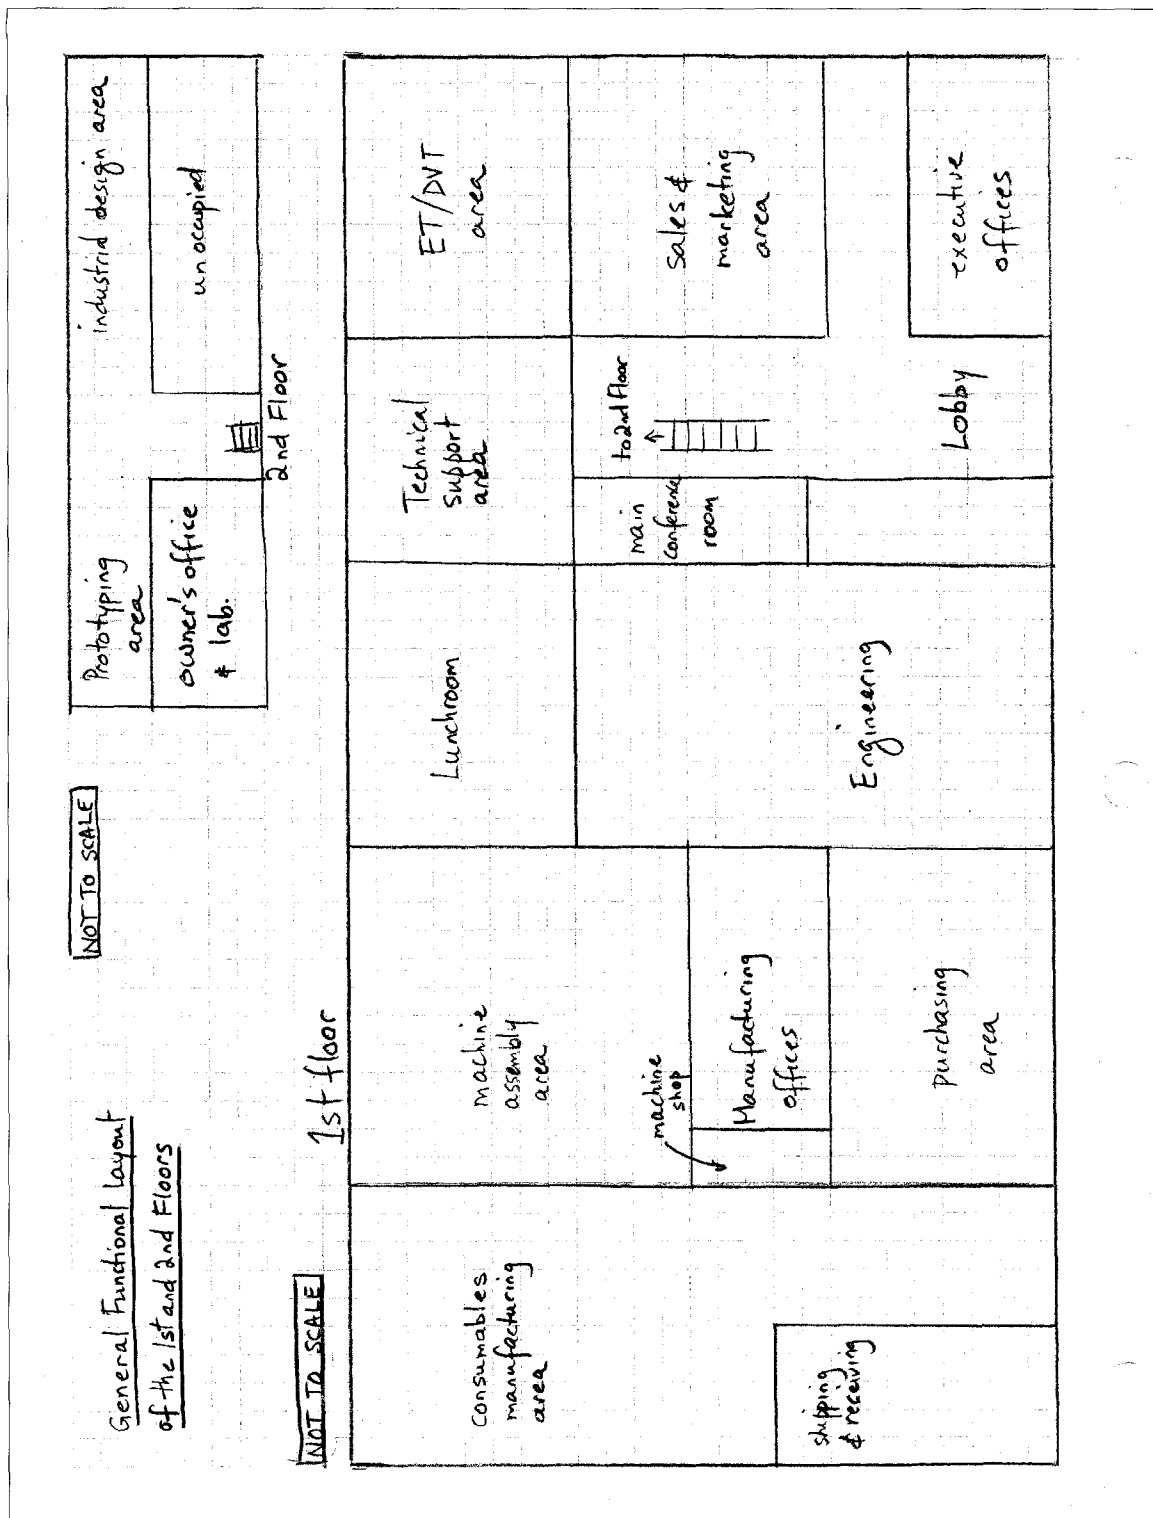 General Functional Layout
of the 1st and 2nd Floors
NOT TO SCALE
Prototyping
area
industrial design area
owner's office
& lab.
unoccupied
2nd Floor
NOT TO SCALE
1st floor
Consumables
manufacturing
area
machine
assembly
area
Lunchroom
Technical
support
area
ET/DVT
area
machine
shop
Manufacturing
offices
main
conference
room
to 2nd Floor
sales &
marketing
area
shipping
& receiving
purchasing
area
Engineering
Lobby
executive
offices